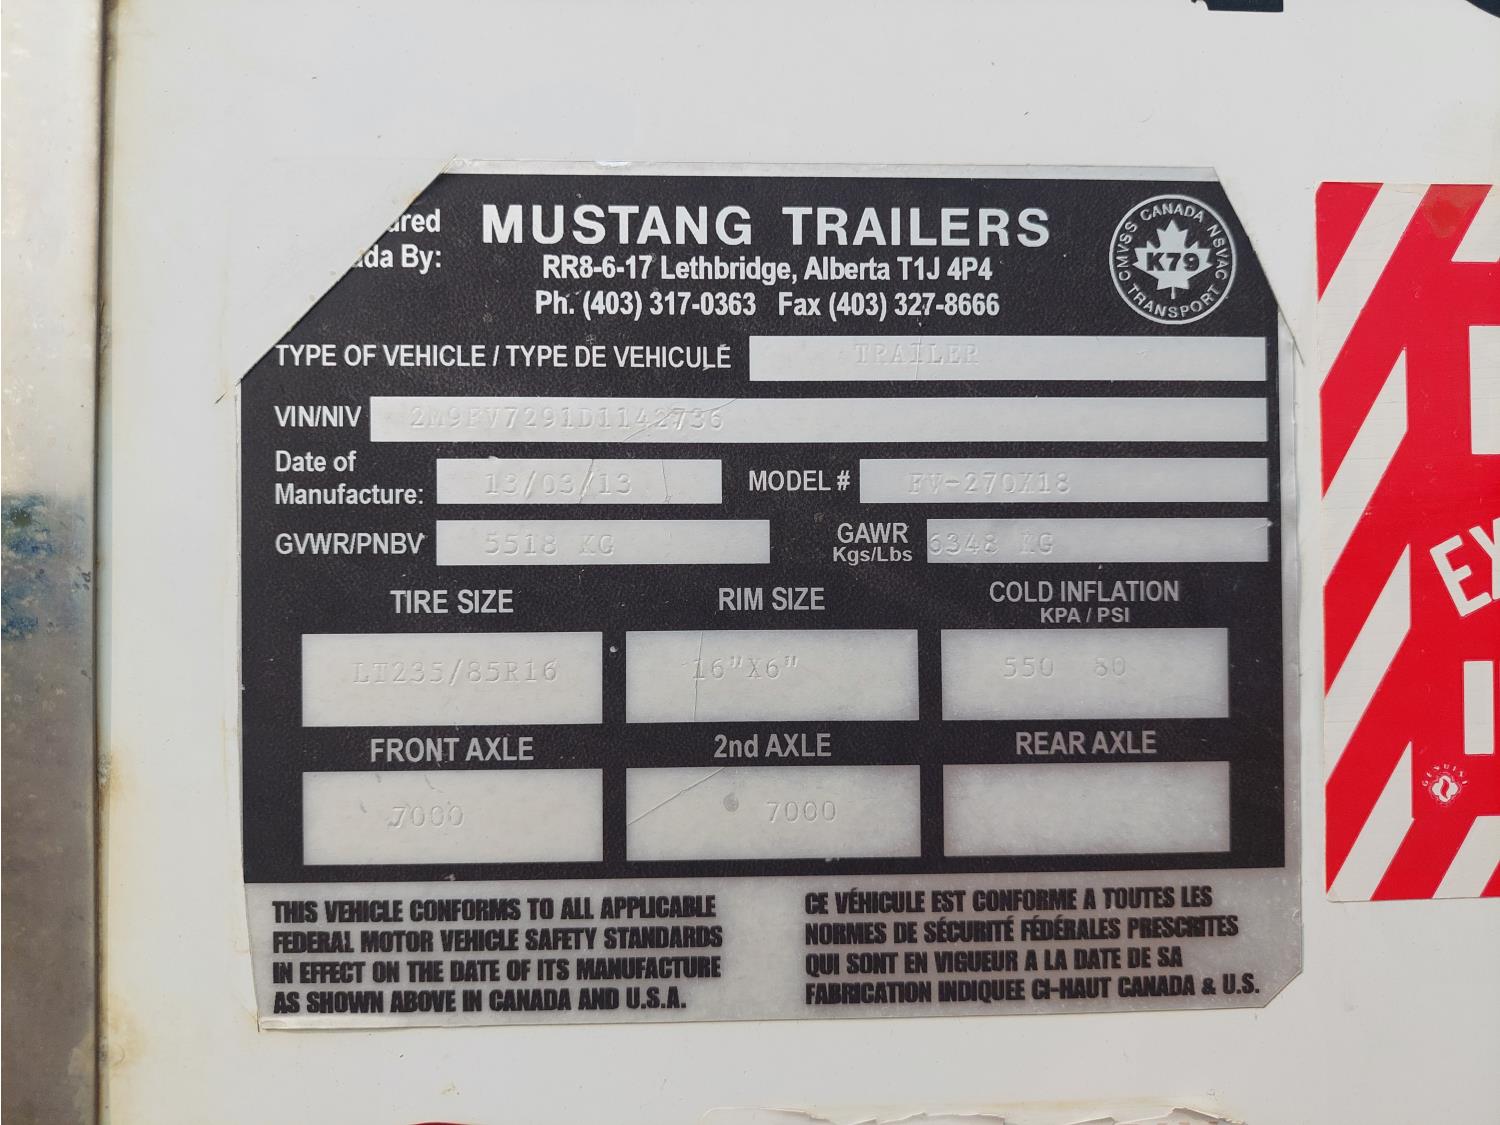 ured MUSTANG TRAILERS
da By: RR8-6-17 Lethbridge, Alberta T1J 4P4
Ph. (403) 317-0363 Fax (403) 327-8666
CMVSS CANADA NSVAC
K79
TRANSPORT
TYPE OF VEHICLE / TYPE DE VEHICULÉ TRAILER
VIN/NIV 2M9FV7291D1142736
Date of
Manufacture: 13/03/13 MODEL # FV-270X18
GVWR/PNBV 5518 KG GAWR
Kgs/Lbs 6348 KG
TIRE SIZE RIM SIZE COLD INFLATION
KPA / PSI
LT235/85R16 16"X6" 550 80
FRONT AXLE 2nd AXLE REAR AXLE
7000 7000
THIS VEHICLE CONFORMS TO ALL APPLICABLE
FEDERAL MOTOR VEHICLE SAFETY STANDARDS
IN EFFECT ON THE DATE OF ITS MANUFACTURE
AS SHOWN ABOVE IN CANADA AND U.S.A.
CE VÉHICULE EST CONFORME A TOUTES LES
NORMES DE SÉCURITÉ FÉDÉRALES PRESCRITES
QUI SONT EN VIGUEUR A LA DATE DE SA
FABRICATION INDIQUEE CI-HAUT CANADA & U.S.
EX
GENUINE